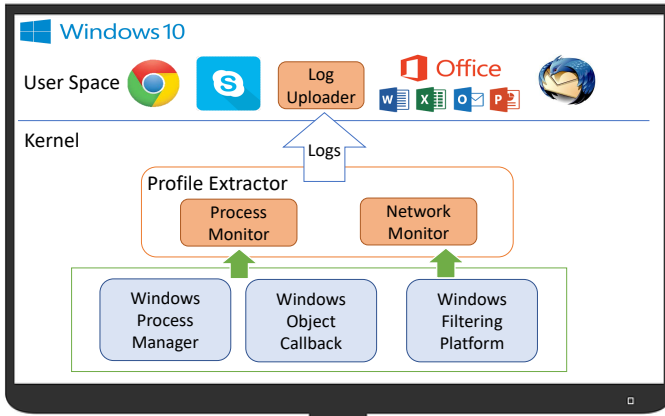 Windows 10
User Space
S
Log
Uploader
Office
W
X
O
P
Kernel
Logs
Profile Extractor
Process
Monitor
Network
Monitor
Windows
Process
Manager
Windows
Object
Callback
Windows
Filtering
Platform